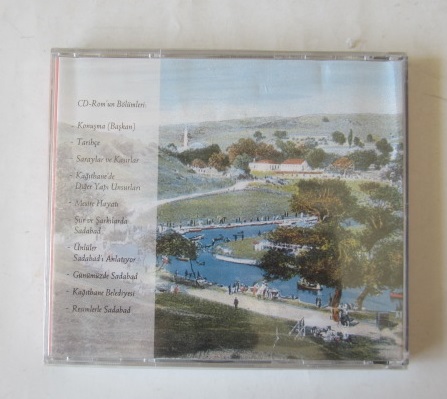 CD-Rom'un Bölümleri
- Konuşma (Başkan)
- Tarihçe
- Saraylar ve Kasırlar
- Kağıthane'de
Diğer Yapı Unsurları
- Mesire Hayatı
- Şiir ve Şarkılarda
Sadabad
- Ünlüler
Sadabad'ı Anlatıyor
- Günümüzde Sadabad
- Kağıthane Belediyesi
- Resimlerle Sadabad